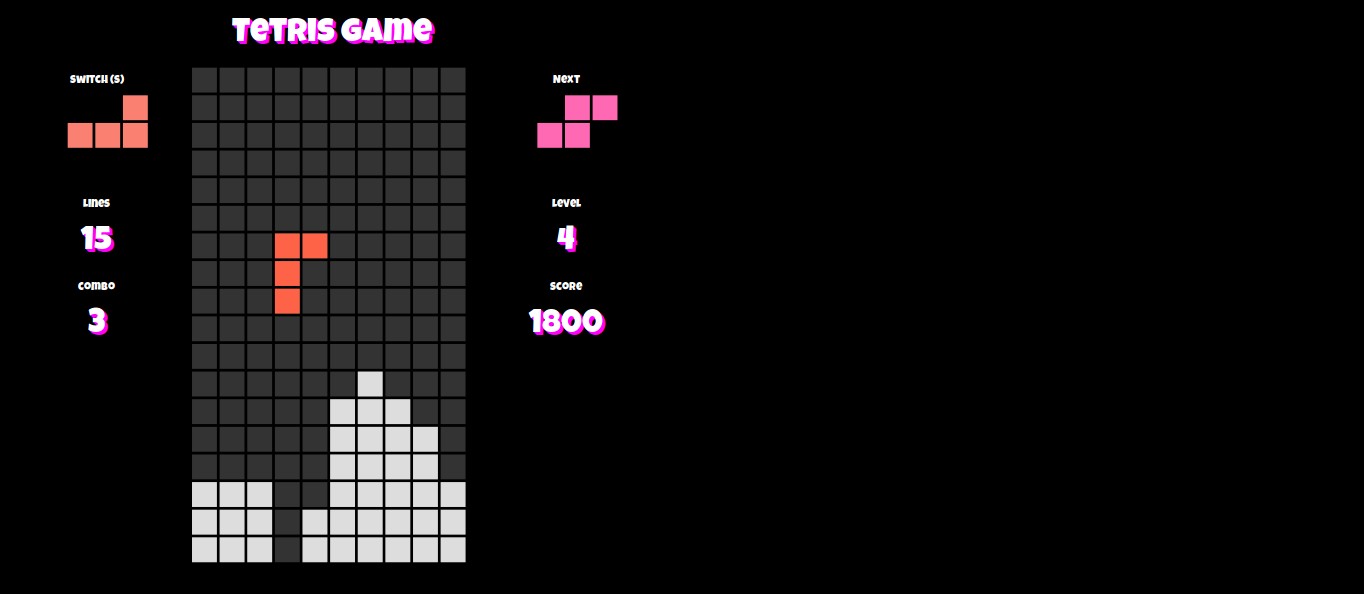 Tetris Game
Switch (S)
Next
Lines
15
Level
4
Combo
3
Score
1800